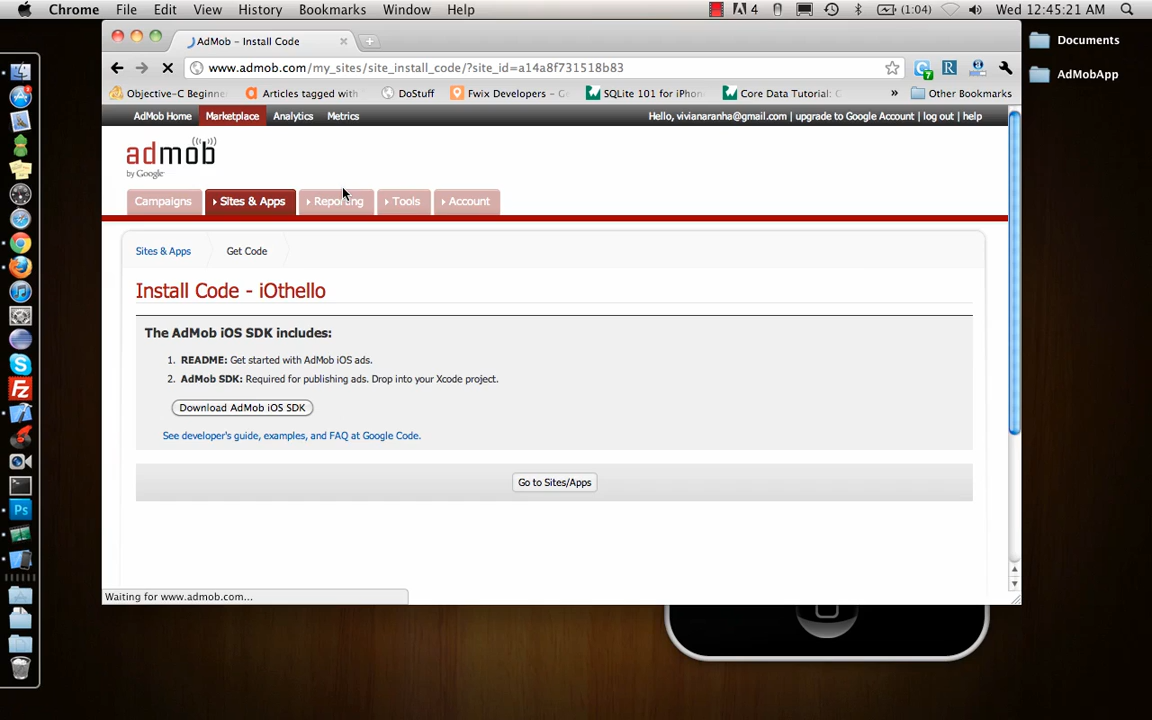 Chrome File Edit View History Bookmarks Window Help 4 (1:04) Wed 12:45:21 AM
AdMob – Install Code
www.admob.com/my_sites/site_install_code/?site_id=a14a8f731518b83
Objective-C Beginne Articles tagged with DoStuff Fwix Developers – G SQLite 101 for iPhon Core Data Tutorial: » Other Bookmarks
AdMob Home Marketplace Analytics Metrics Hello, vivianaranha@gmail.com | upgrade to Google Account | log out | help
admob
by Google
Campaigns Sites & Apps Reporting Tools Account
Sites & Apps Get Code
Install Code - iOthello
The AdMob iOS SDK includes:
1. README: Get started with AdMob iOS ads.
2. AdMob SDK: Required for publishing ads. Drop into your Xcode project.
Download AdMob iOS SDK
See developer's guide, examples, and FAQ at Google Code.
Go to Sites/Apps
Waiting for www.admob.com...
Documents
AdMobApp